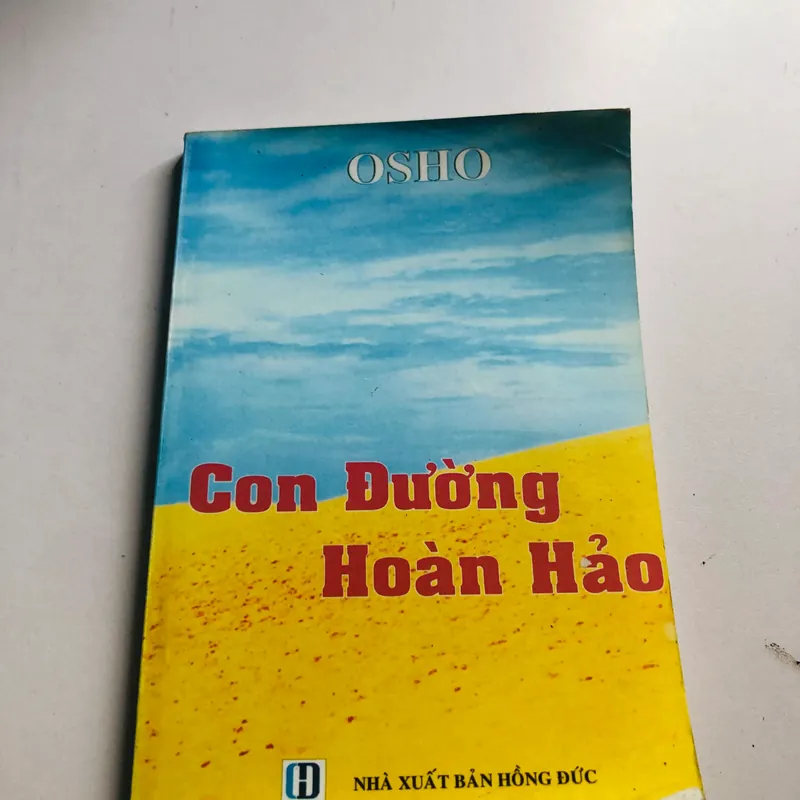 OSHO
Con Đường
Hoàn Hảo
NHÀ XUẤT BẢN HỒNG ĐỨC